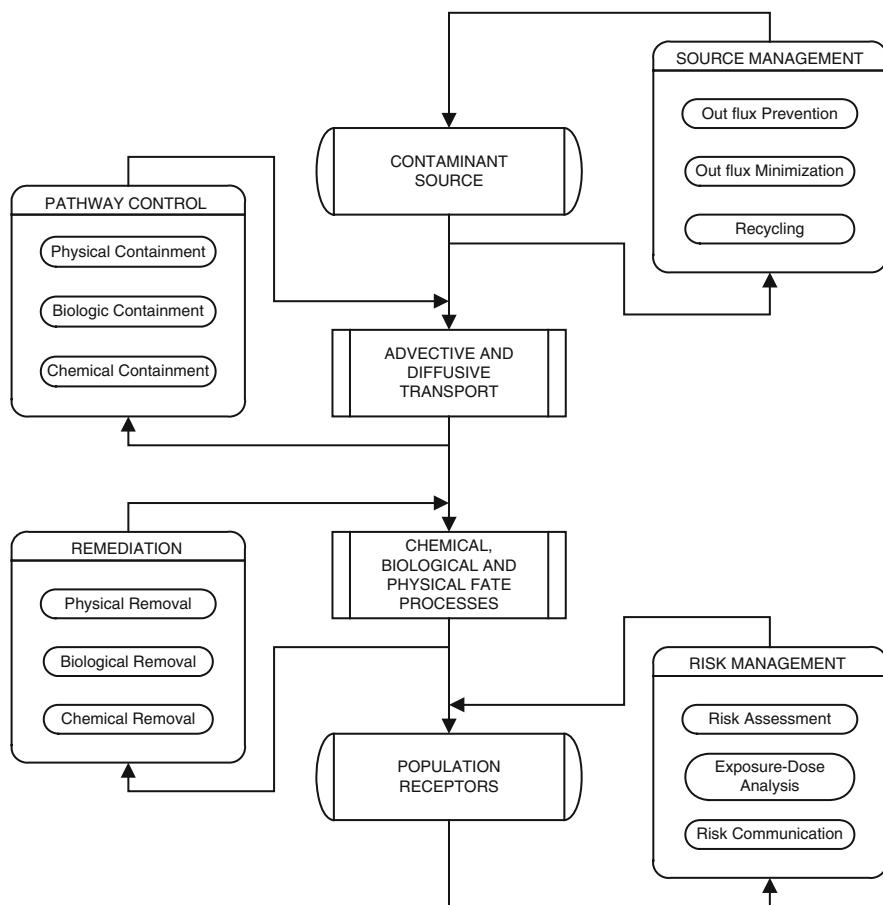 SOURCE MANAGEMENT
Out flux Prevention
Out flux Minimization
Recycling
CONTAMINANT
SOURCE
PATHWAY CONTROL
Physical Containment
Biologic Containment
Chemical Containment
ADVECTIVE AND
DIFFUSIVE
TRANSPORT
REMEDIATION
Physical Removal
Biological Removal
Chemical Removal
CHEMICAL,
BIOLOGICAL AND
PHYSICAL FATE
PROCESSES
RISK MANAGEMENT
Risk Assessment
Exposure-Dose
Analysis
Risk Communication
POPULATION
RECEPTORS